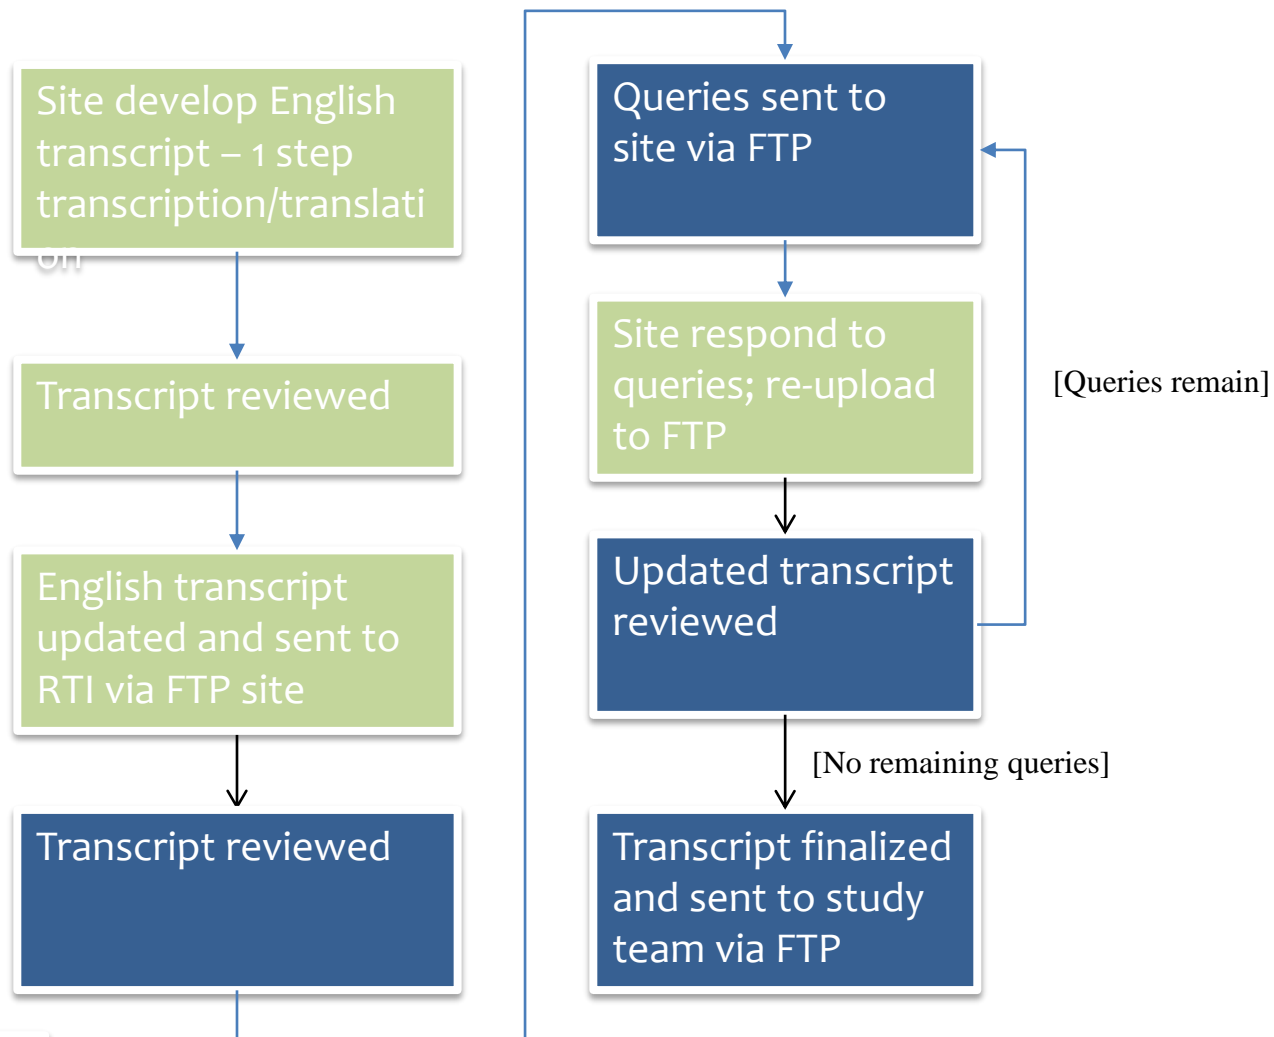 Site develop English
transcript – 1 step
transcription/translati
on
Transcript reviewed
English transcript
updated and sent to
RTI via FTP site
Transcript reviewed
Queries sent to
site via FTP
Site respond to
queries; re-upload
to FTP
[Queries remain]
Updated transcript
reviewed
[No remaining queries]
Transcript finalized
and sent to study
team via FTP